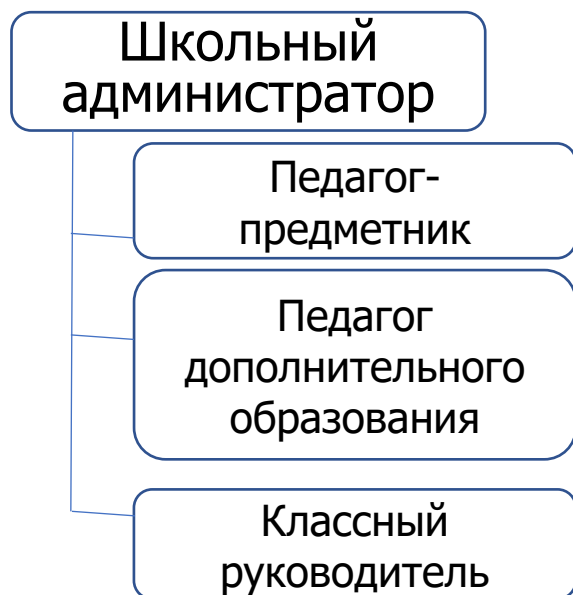 Школьный
администратор
Педагог-
предметник
Педагог
дополнительного
образования
Классный
руководитель